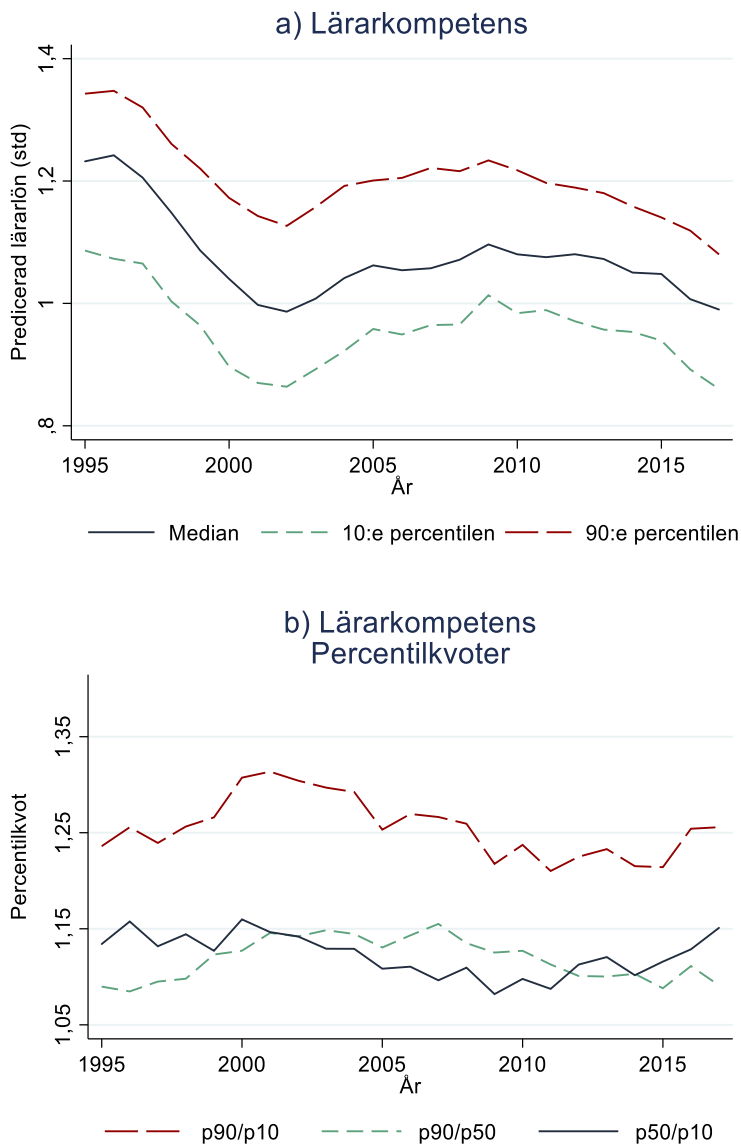 a) Lärarkompetens
Predicerad lärarlön (std)
1,4
1,2
1
,8
1995 2000 2005 2010 2015
År
Median 10:e percentilen 90:e percentilen
b) Lärarkompetens
Percentilkvoter
Percentilkvot
1,35
1,25
1,15
1,05
1995 2000 2005 2010 2015
År
p90/p10 p90/p50 p50/p10